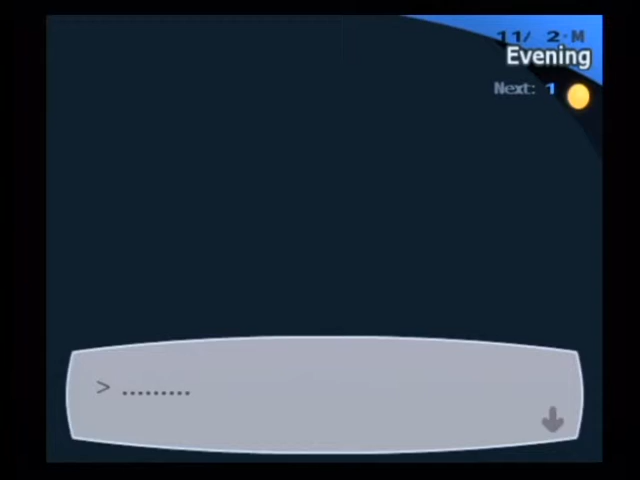 11/ 2·M
Evening
Next: 1
> .........